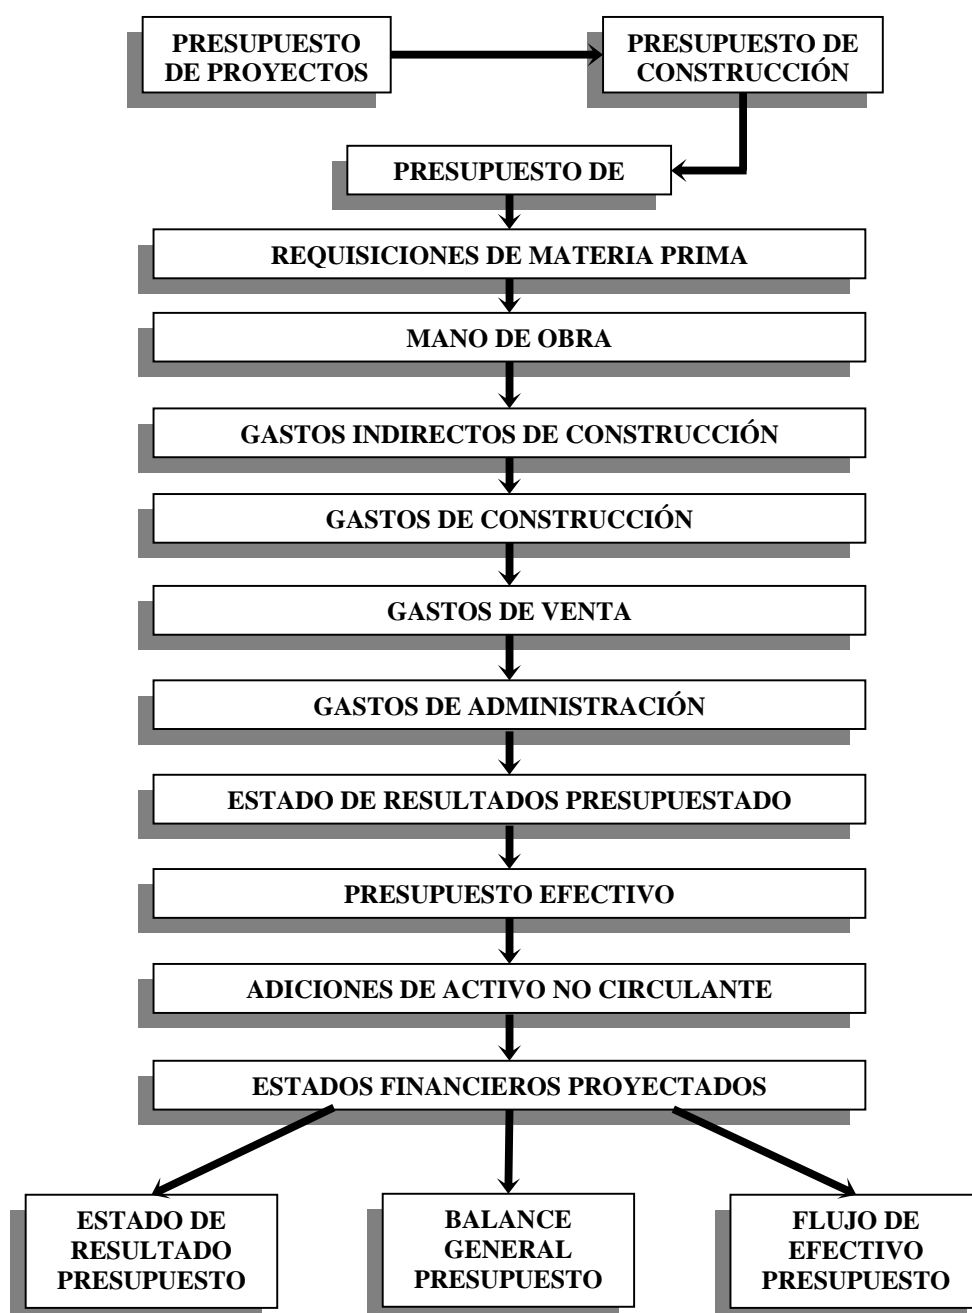 PRESUPUESTO
DE PROYECTOS
PRESUPUESTO DE
CONSTRUCCIÓN
PRESUPUESTO DE
REQUISICIONES DE MATERIA PRIMA
MANO DE OBRA
GASTOS INDIRECTOS DE CONSTRUCCIÓN
GASTOS DE CONSTRUCCIÓN
GASTOS DE VENTA
GASTOS DE ADMINISTRACIÓN
ESTADO DE RESULTADOS PRESUPUESTADO
PRESUPUESTO EFECTIVO
ADICIONES DE ACTIVO NO CIRCULANTE
ESTADOS FINANCIEROS PROYECTADOS
ESTADO DE
RESULTADO
PRESUPUESTO
BALANCE
GENERAL
PRESUPUESTO
FLUJO DE
EFECTIVO
PRESUPUESTO